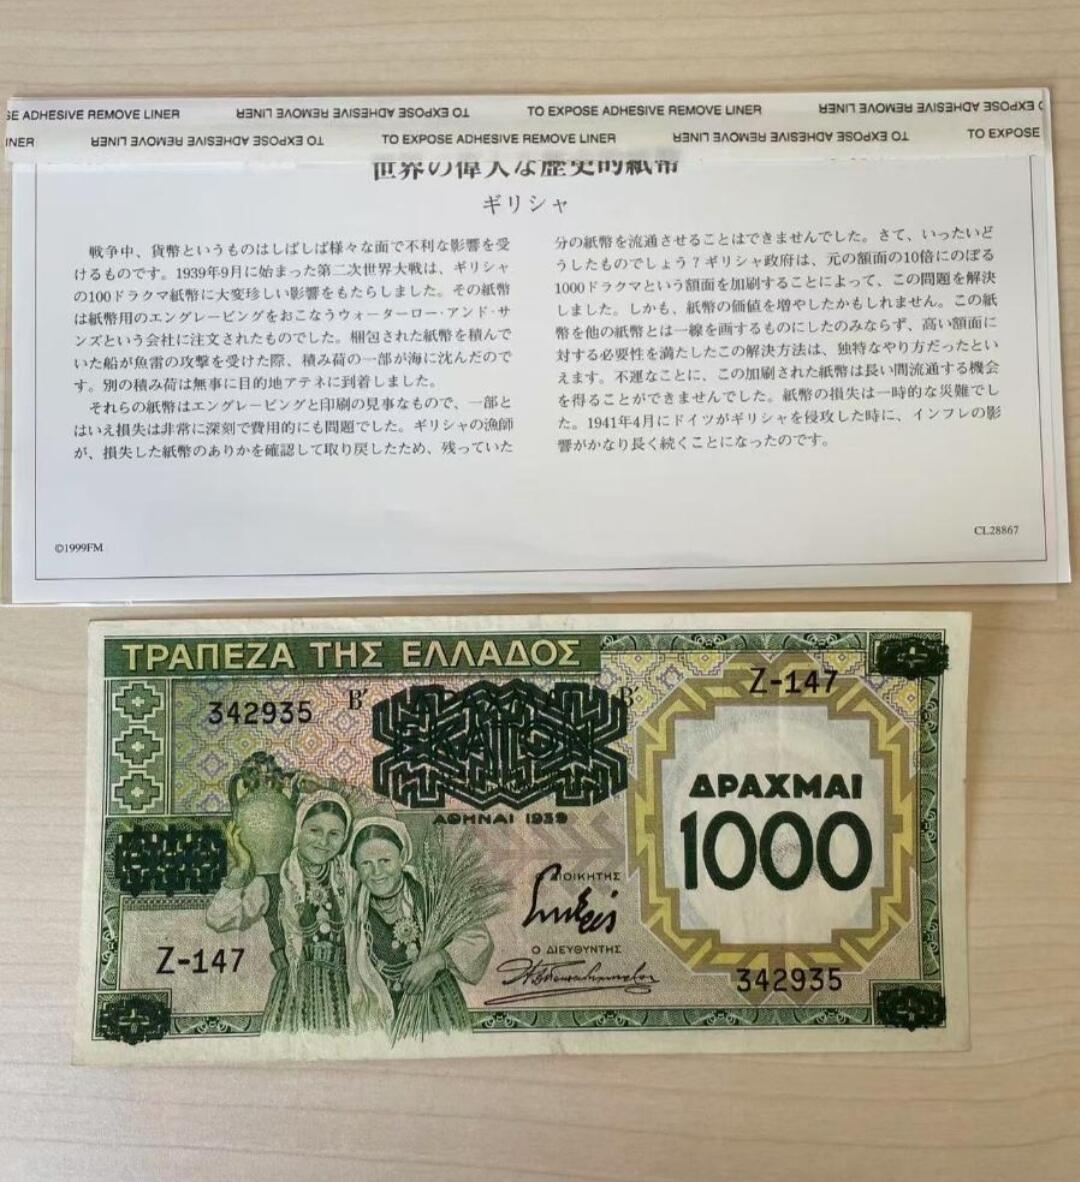 SE ADHESIVE REMOVE LINER TO EXPOSE ADHESIVE REMOVE LINER TO EXPOSE ADHESIVE REMOVE LINER TO EXPOSE ADHESIVE REMOVE LINER
INER TO EXPOSE ADHESIVE REMOVE LINER TO EXPOSE ADHESIVE REMOVE LINER TO EXPOSE ADHESIVE REMOVE LINER TO EXPOSE
世界の偉大な歴史的紙幣
ギリシャ
戦争中、貨幣というものはしばしば様々な面で不利な影響を受
けるものです。1939年9月に始まった第二次世界大戦は、ギリシャ
の100ドラクマ紙幣に大変珍しい影響をもたらしました。その紙幣
は紙幣用のエングレービングをおこなうウォーターロー・アンド・サ
ンズという会社に注文されたものでした。梱包された紙幣を積んで
いた船が魚雷の攻撃を受けた際、積み荷の一部が海に沈んだので
す。別の積み荷は無事に目的地アテネに到着しました。
それらの紙幣はエングレービングと印刷の見事なもので、一部と
はいえ損失は非常に深刻で費用的にも問題でした。ギリシャの漁師
が、損失した紙幣のありかを確認して取り戻したため、残っていた
分の紙幣を流通させることはできませんでした。さて、いったいど
うしたものでしょう？ギリシャ政府は、元の額面の10倍にのぼる
1000ドラクマという額面を加刷することによって、この問題を解決
しました。しかも、紙幣の価値を増やしたかもしれません。この紙
幣を他の紙幣とは一線を画するものにしたのみならず、高い額面に
対する必要性を満たしたこの解決方法は、独特なやり方だったとい
えます。不運なことに、この加刷された紙幣は長い間流通する機会
を得ることができませんでした。紙幣の損失は一時的な災難でし
た。1941年4月にドイツがギリシャを侵攻した時に、インフレの影
響がかなり長く続くことになったのです。
©1999FM
CL28867
ΤΡΑΠΕΖΑ ΤΗΣ ΕΛΛΑΔΟΣ
Z-147
342935
Β΄ Β΄
ΕΚΑΤΟΝ
ΑΘΗΝΑΙ 1939
ΔΡΑΧΜΑΙ
1000
Ο ΔΙΟΙΚΗΤΗΣ
Ο ΔΙΕΥΘΥΝΤΗΣ
Z-147
342935